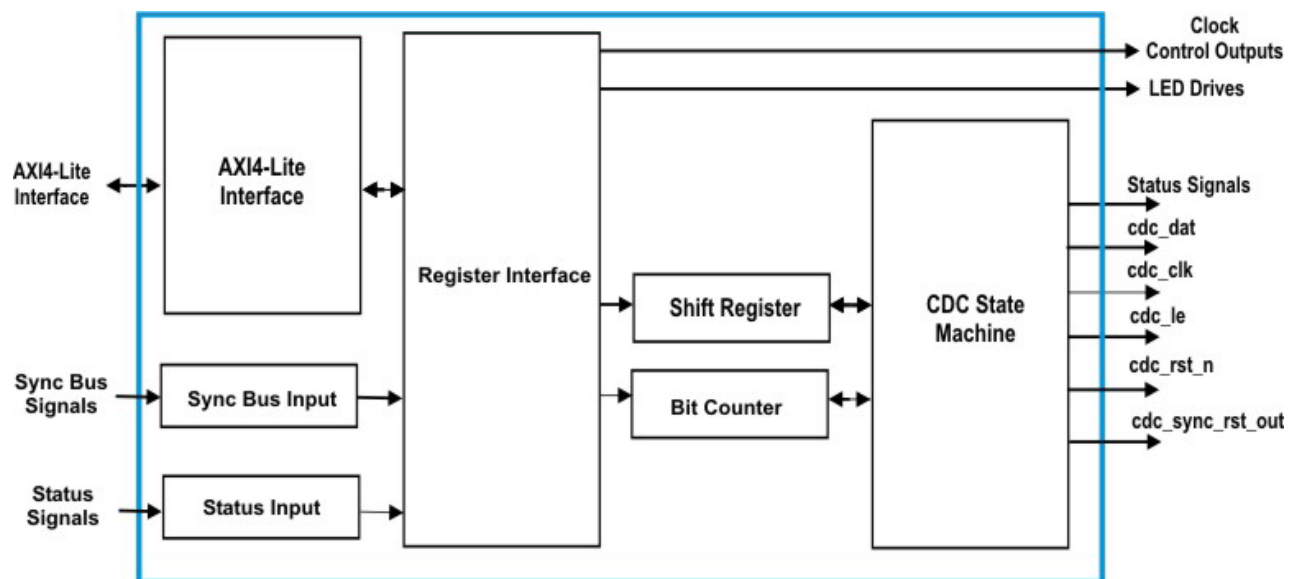 Clock
Control Outputs
LED Drives
AXI4-Lite
Interface
AXI4-Lite
Interface
Register Interface
Shift Register
CDC State
Machine
Status Signals
cdc_dat
cdc_clk
cdc_le
cdc_rst_n
cdc_sync_rst_out
Sync Bus
Signals
Sync Bus Input
Bit Counter
Status
Signals
Status Input